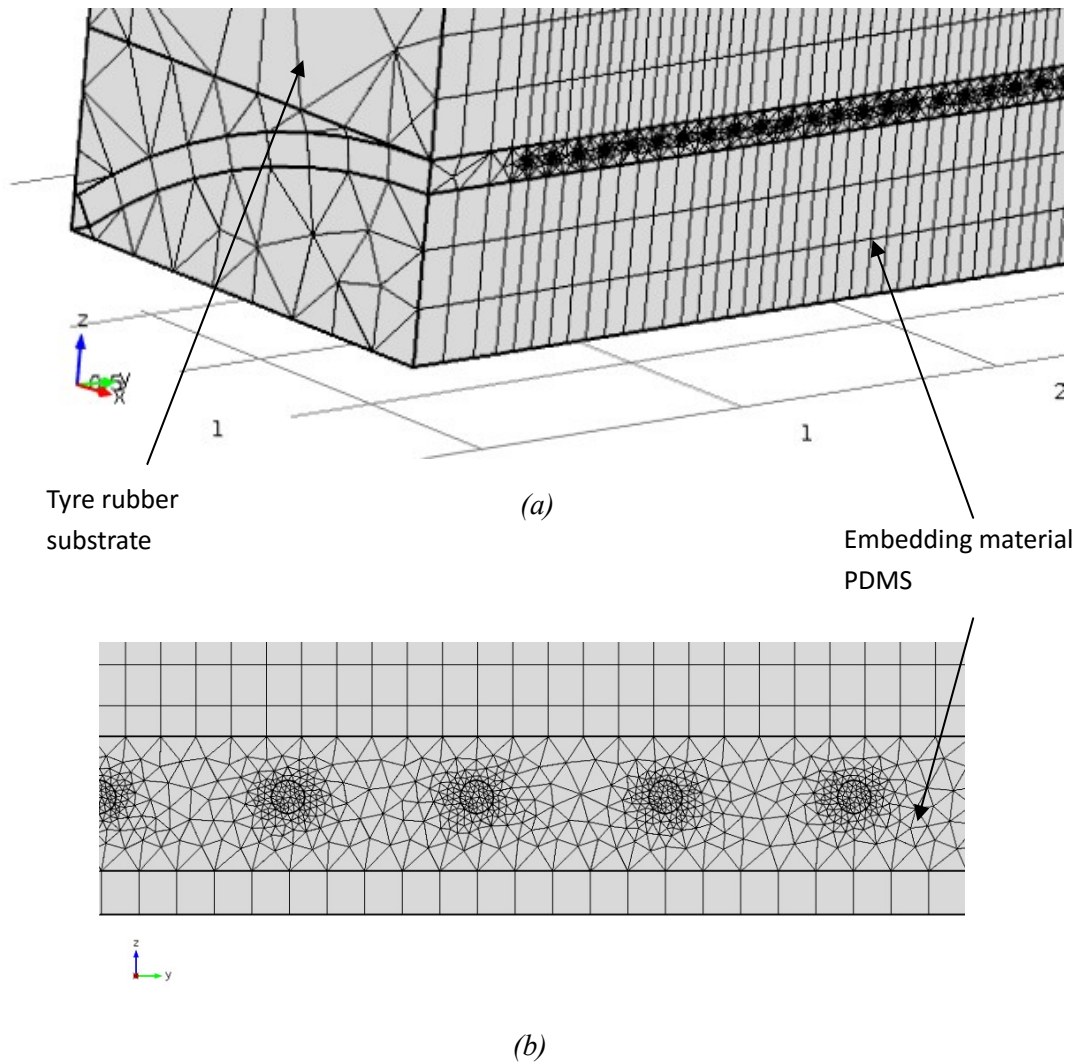 z
y
x
1
1
2
Tyre rubber
substrate
(a)
Embedding material
PDMS
z
y
(b)